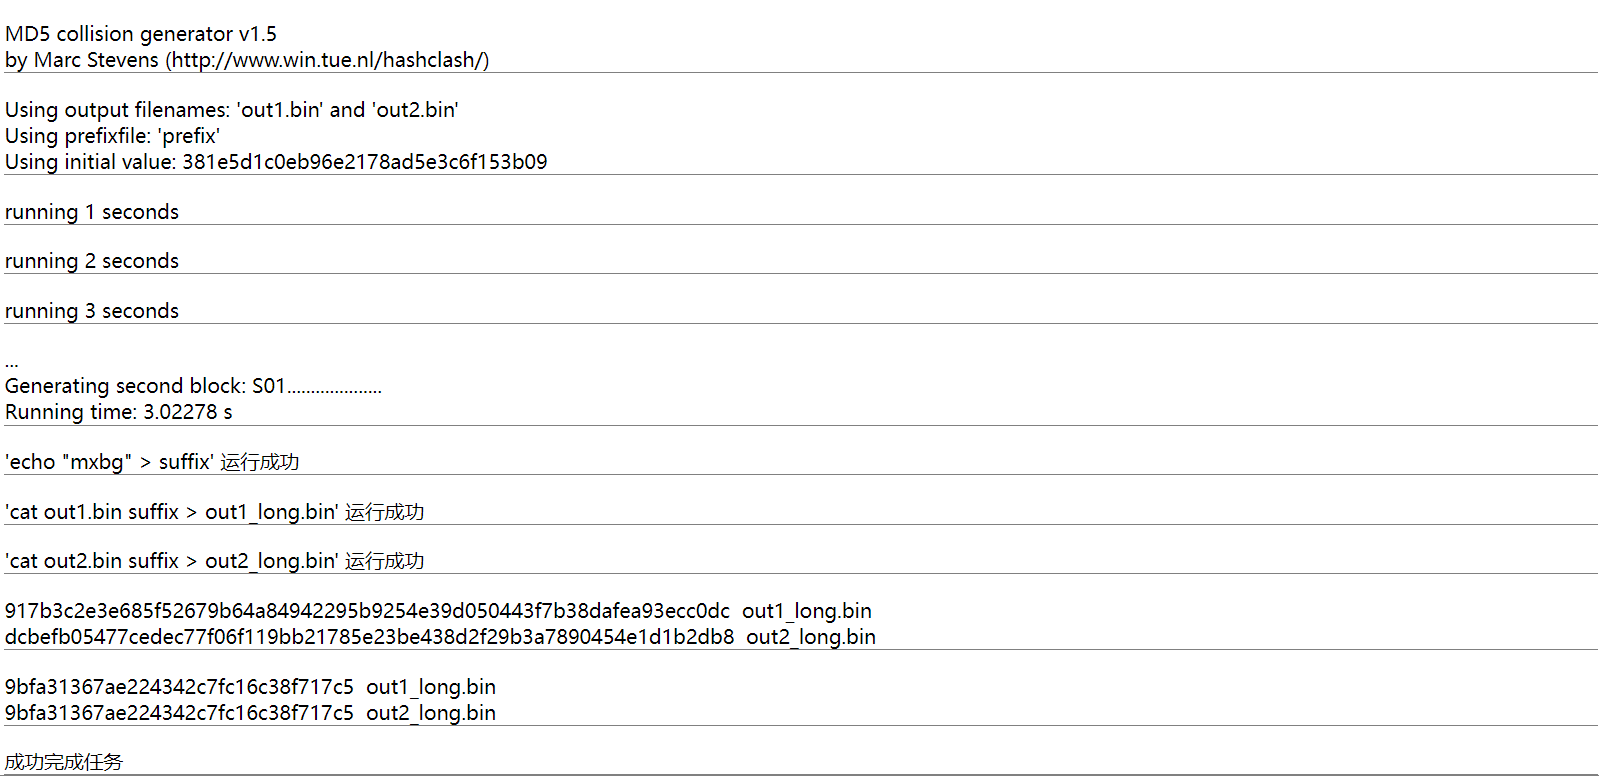 MD5 collision generator v1.5
by Marc Stevens (http://www.win.tue.nl/hashclash/)
Using output filenames: 'out1.bin' and 'out2.bin'
Using prefixfile: 'prefix'
Using initial value: 381e5d1c0eb96e2178ad5e3c6f153b09
running 1 seconds
running 2 seconds
running 3 seconds
...
Generating second block: S01....................
Running time: 3.02278 s
'echo "mxbg" > suffix' 运行成功
'cat out1.bin suffix > out1_long.bin' 运行成功
'cat out2.bin suffix > out2_long.bin' 运行成功
917b3c2e3e685f52679b64a84942295b9254e39d050443f7b38dafea93ecc0dc  out1_long.bin
dcbefb05477cedec77f06f119bb21785e23be438d2f29b3a7890454e1d1b2db8  out2_long.bin
9bfa31367ae224342c7fc16c38f717c5  out1_long.bin
9bfa31367ae224342c7fc16c38f717c5  out2_long.bin
成功完成任务